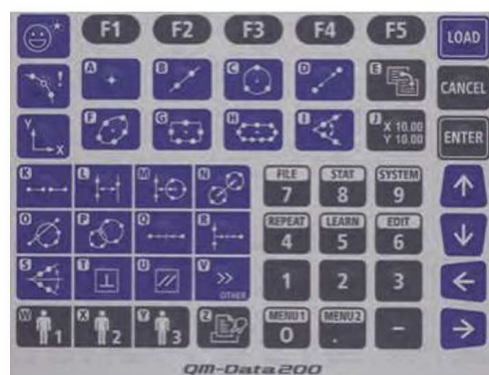 F1 F2 F3 F4 F5 LOAD
! A B C D E CANCEL
Y X F G H I J X 10.00 Y 10.00 ENTER
K L M N FILE 7 STAT 8 SYSTEM 9
O P Q R REPEAT 4 LEARN 5 EDIT 6
S T U V >> OTHER 1 2 3
W 1 X 2 Y 3 Z MENU1 0 MENU2 . -
QM-Data200